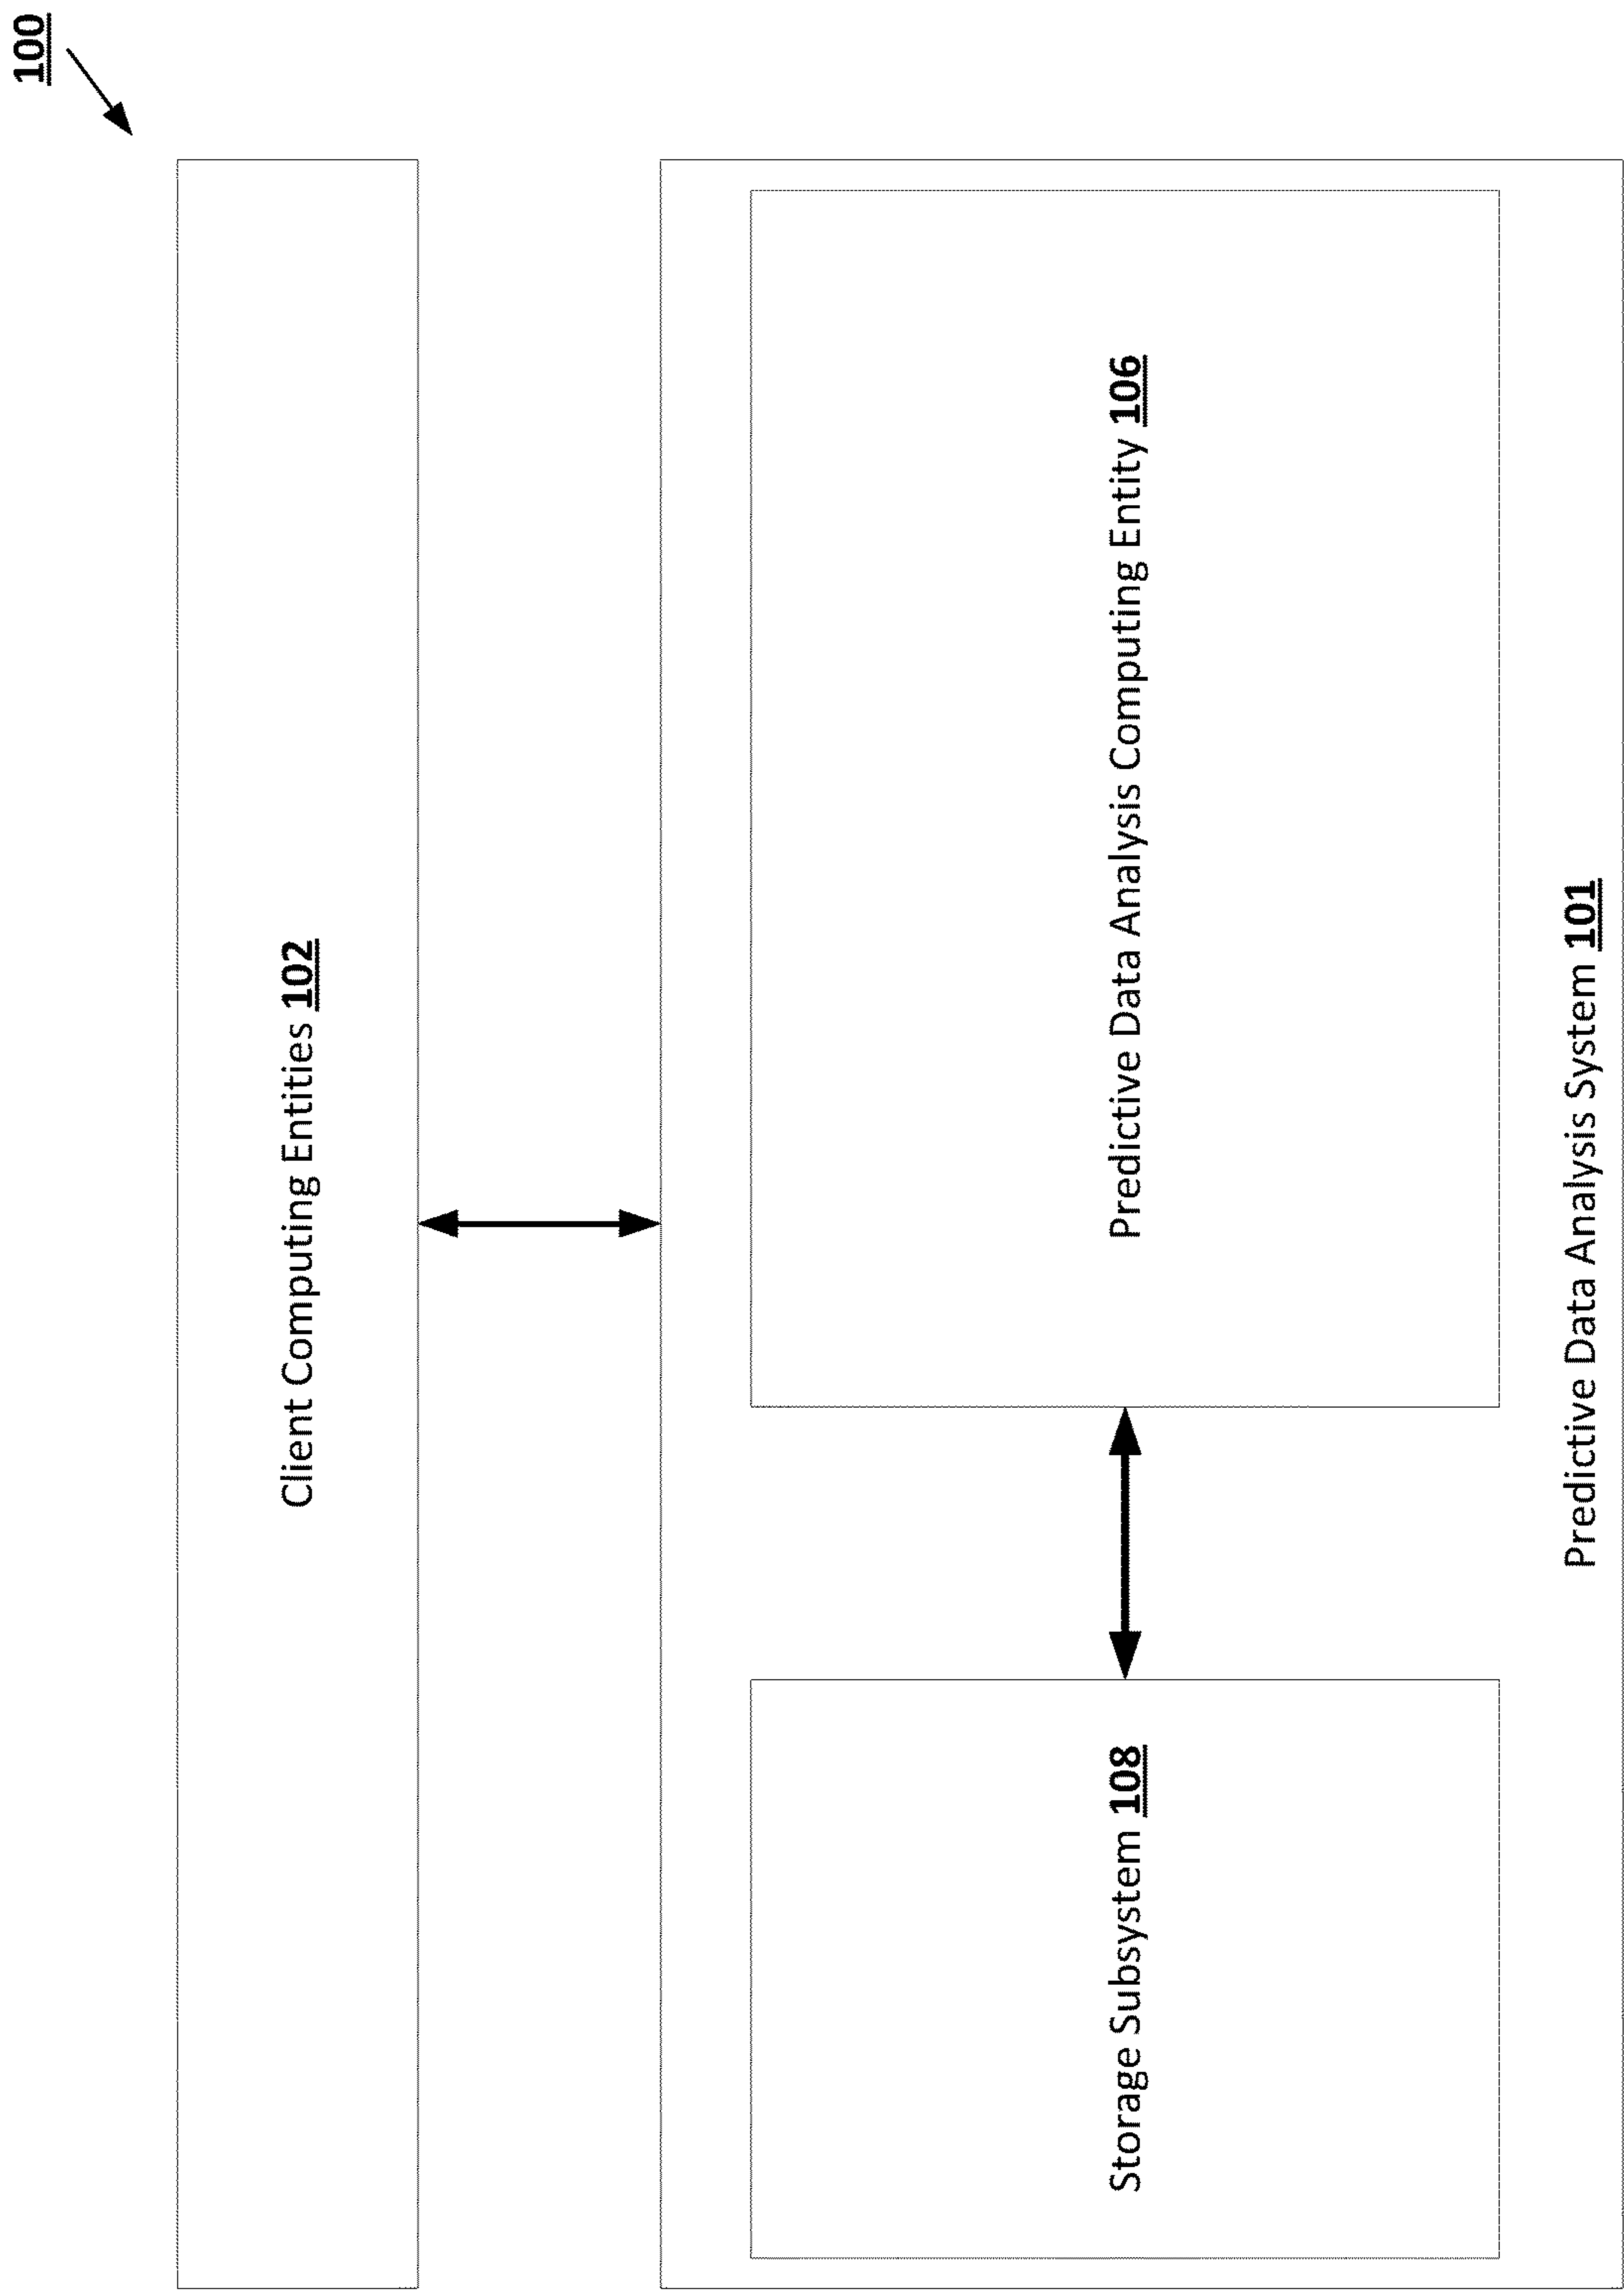 100
Client Computing Entities 102
Storage Subsystem 108
Predictive Data Analysis Computing Entity 106
Predictive Data Analysis System 101